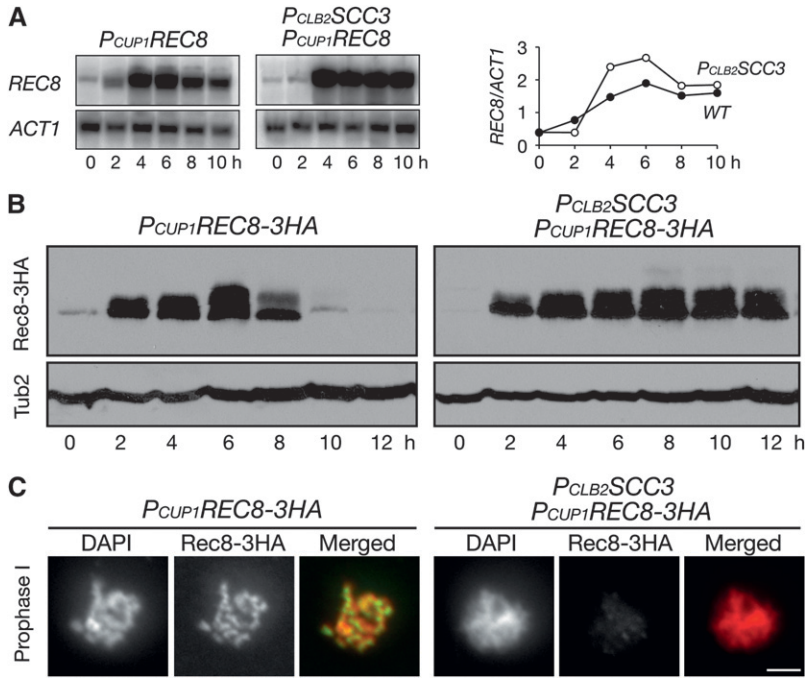 A
PCUP1REC8
PCLB2SCC3
PCUP1REC8
REC8
ACT1
0 2 4 6 8 10 h
0 2 4 6 8 10 h
REC8/ACT1
3
2
1
0
PCLB2SCC3
WT
0 2 4 6 8 10 h
B
PCUP1REC8-3HA
PCLB2SCC3
PCUP1REC8-3HA
Rec8-3HA
Tub2
0 2 4 6 8 10 12 h
0 2 4 6 8 10 12 h
C
PCUP1REC8-3HA
PCLB2SCC3
PCUP1REC8-3HA
DAPI Rec8-3HA Merged
DAPI Rec8-3HA Merged
Prophase I